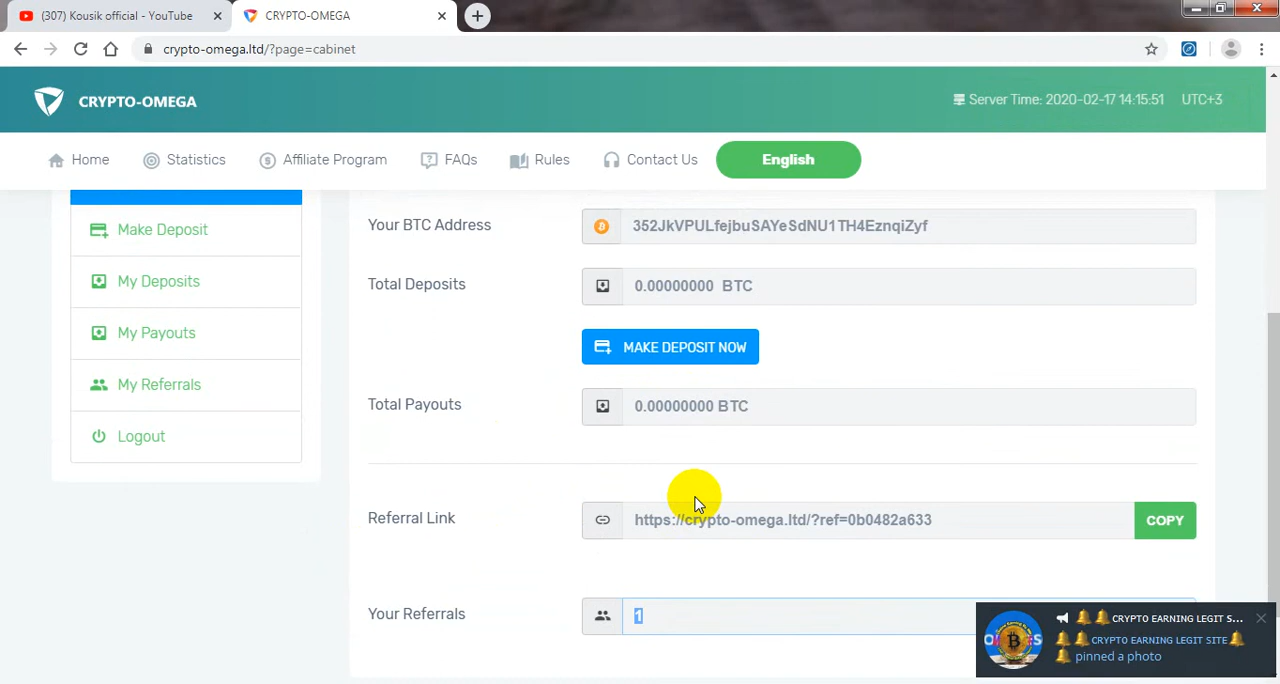 (307) Kousik official - YouTube
CRYPTO-OMEGA
crypto-omega.ltd/?page=cabinet
CRYPTO-OMEGA
Server Time: 2020-02-17 14:15:51 UTC+3
Home
Statistics
Affiliate Program
FAQs
Rules
Contact Us
English
Make Deposit
My Deposits
My Payouts
My Referrals
Logout
Your BTC Address
352JkVPULfejbuSAYeSdNU1TH4EznqiZyf
Total Deposits
0.00000000 BTC
MAKE DEPOSIT NOW
Total Payouts
0.00000000 BTC
Referral Link
https://crypto-omega.ltd/?ref=0b0482a633
COPY
Your Referrals
1
CRYPTO EARNING LEGIT S...
CRYPTO EARNING LEGIT SITE
pinned a photo